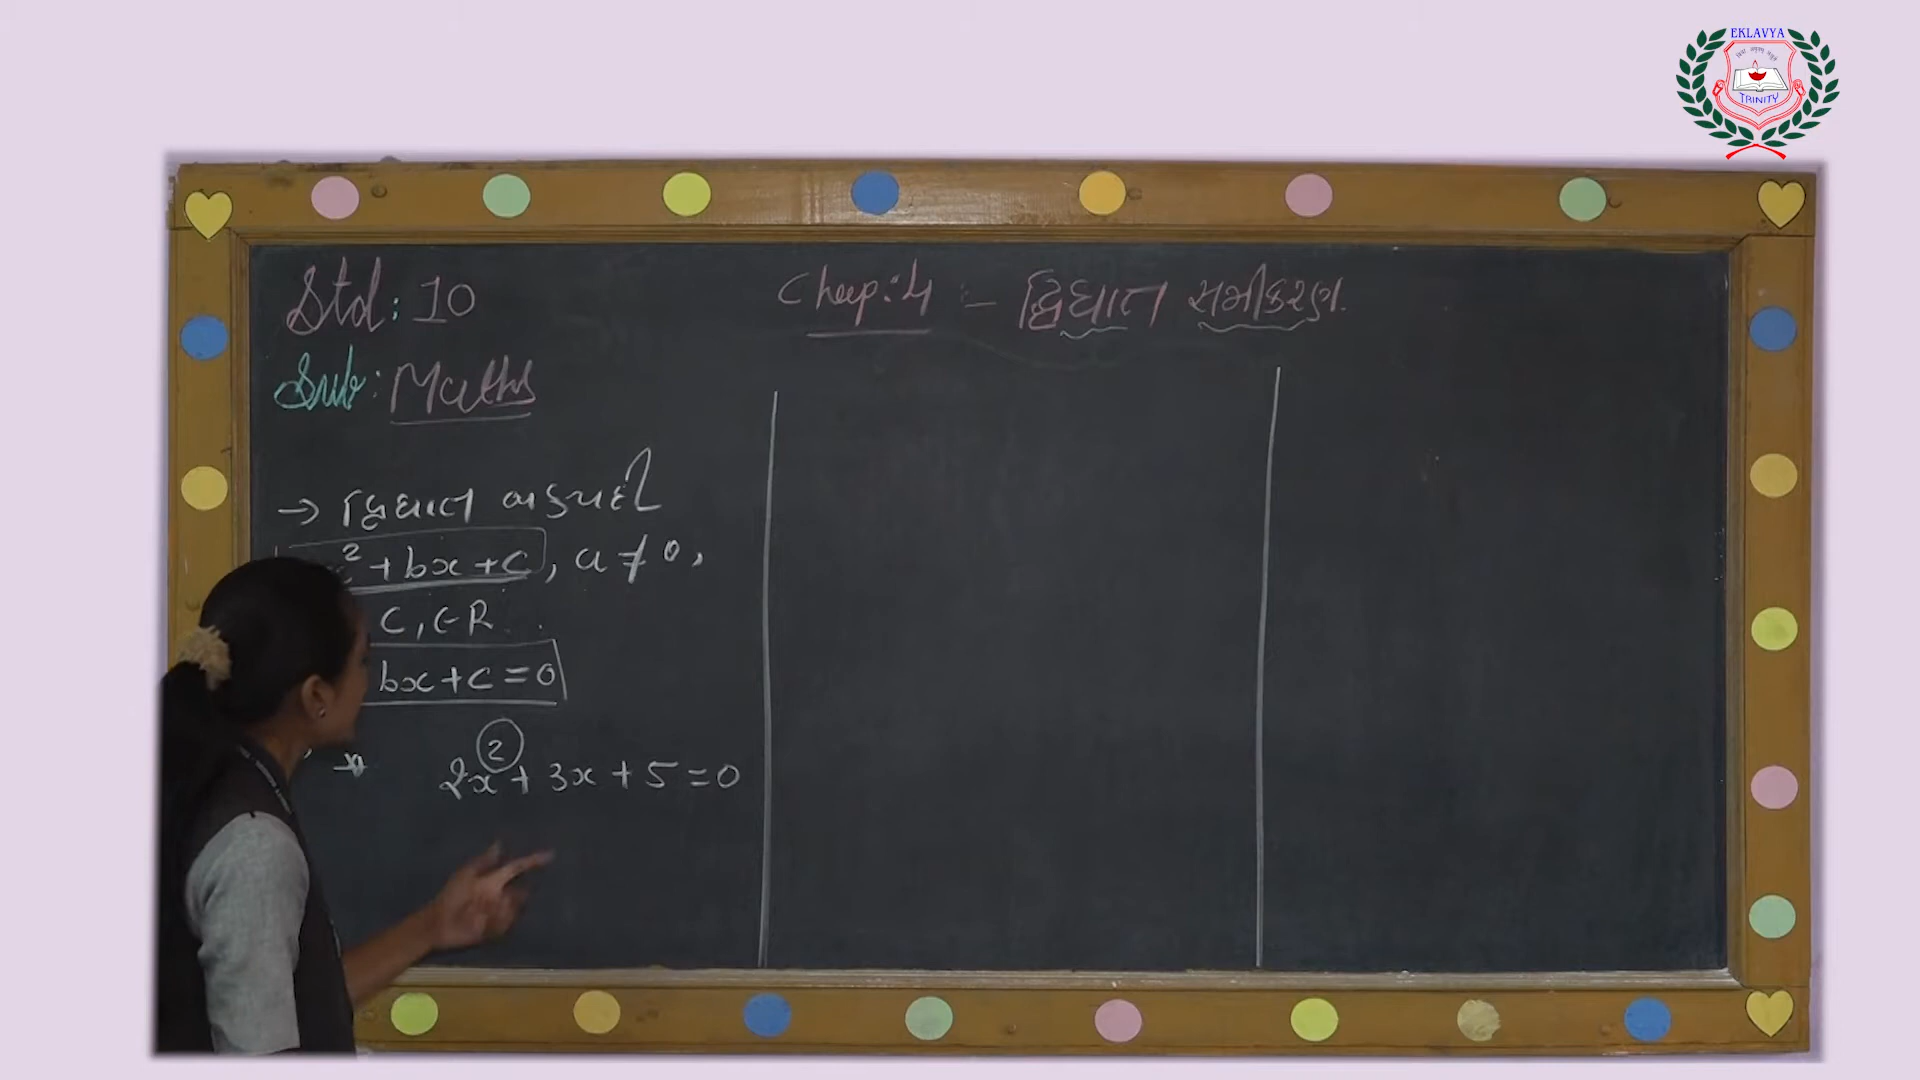 EKLAVYA
TRINITY
Std: 10
Chap: 4 :- દ્વિઘાત સમીકરણ.
Sub: Maths
→ દ્વિઘાત બહુપદી
² + bx + c, a ≠ 0,
c, ∈ R
bx + c = 0
→ 2x² + 3x + 5 = 0